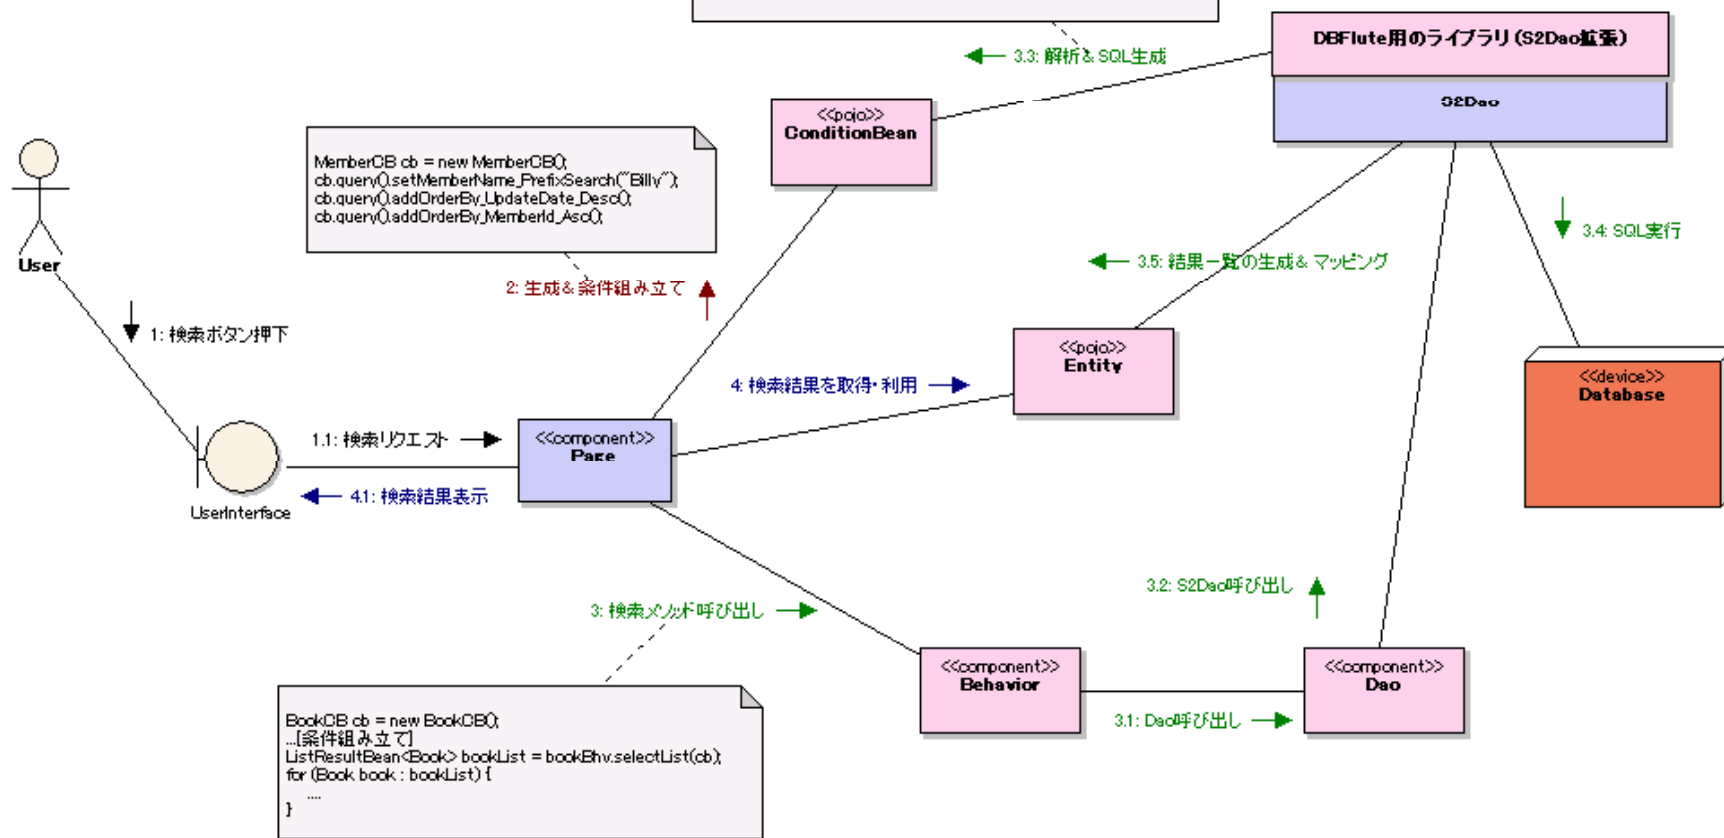 DBFlute用のライブラリ(S2Dao拡張)
S2Dao
3.3: 解析& SQL生成
<<pojo>>
ConditionBean
MemberCB cb = new MemberCB();
cb.query().setMemberName_PrefixSearch("Billy");
cb.query().addOrderBy_UpdateDate_Desc();
cb.query().addOrderBy_MemberId_Asc();
User
3.4: SQL実行
3.5: 結果一覧の生成& マッピング
2: 生成&条件組み立て
1: 検索ボタン押下
<<pojo>>
Entity
<<device>>
Database
4: 検索結果を取得・利用
1.1: 検索リクエスト
<<component>>
Page
4.1: 検索結果表示
UserInterface
3.2: S2Dao呼び出し
3: 検索メソッド呼び出し
<<component>>
Behavior
<<component>>
Dao
3.1: Dao呼び出し
BookCB cb = new BookCB();
...[条件組み立て]
ListResultBean<Book> bookList = bookBhv.selectList(cb);
for (Book book : bookList) {
....
}